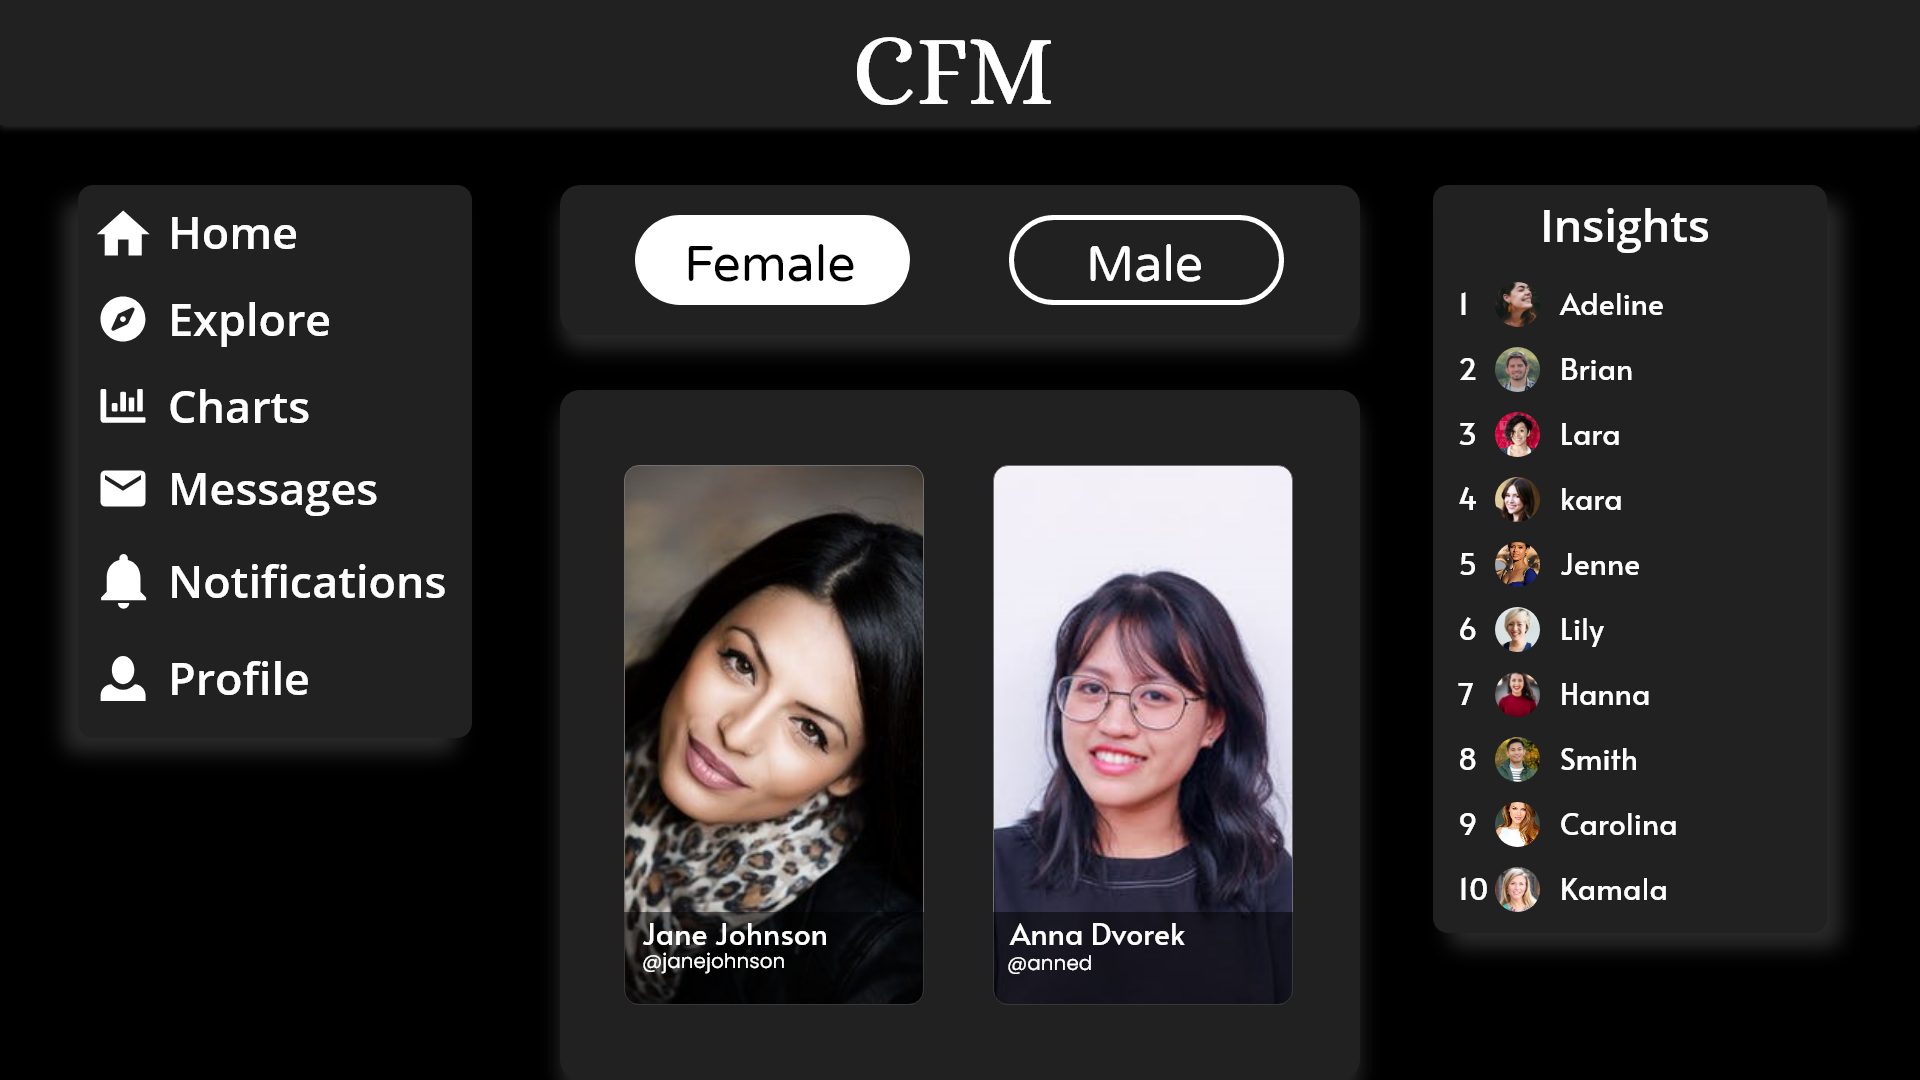 CFM
Home
Explore
Charts
Messages
Notifications
Profile
Female
Male
Jane Johnson
@janejohnson
Anna Dvorek
@anned
Insights
1 Adeline
2 Brian
3 Lara
4 kara
5 Jenne
6 Lily
7 Hanna
8 Smith
9 Carolina
10 Kamala